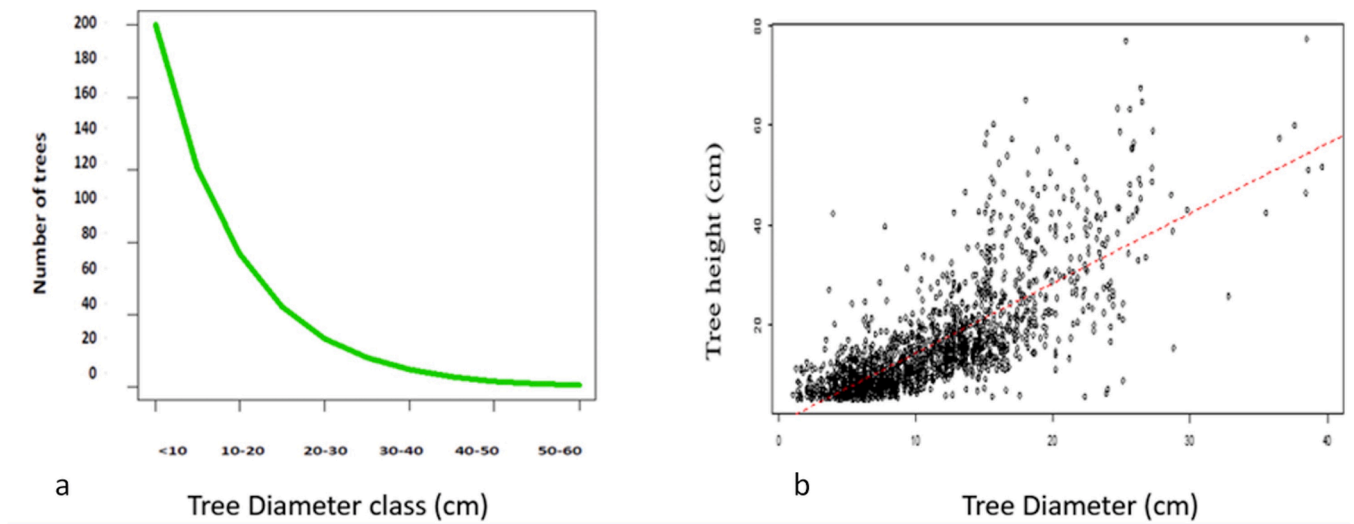 200
180
160
140
120
100
80
60
40
20
0
Number of trees
<10 10-20 20-30 30-40 40-50 50-60
a
Tree Diameter class (cm)
80
60
40
20
Tree height (cm)
0 10 20 30 40
b
Tree Diameter (cm)